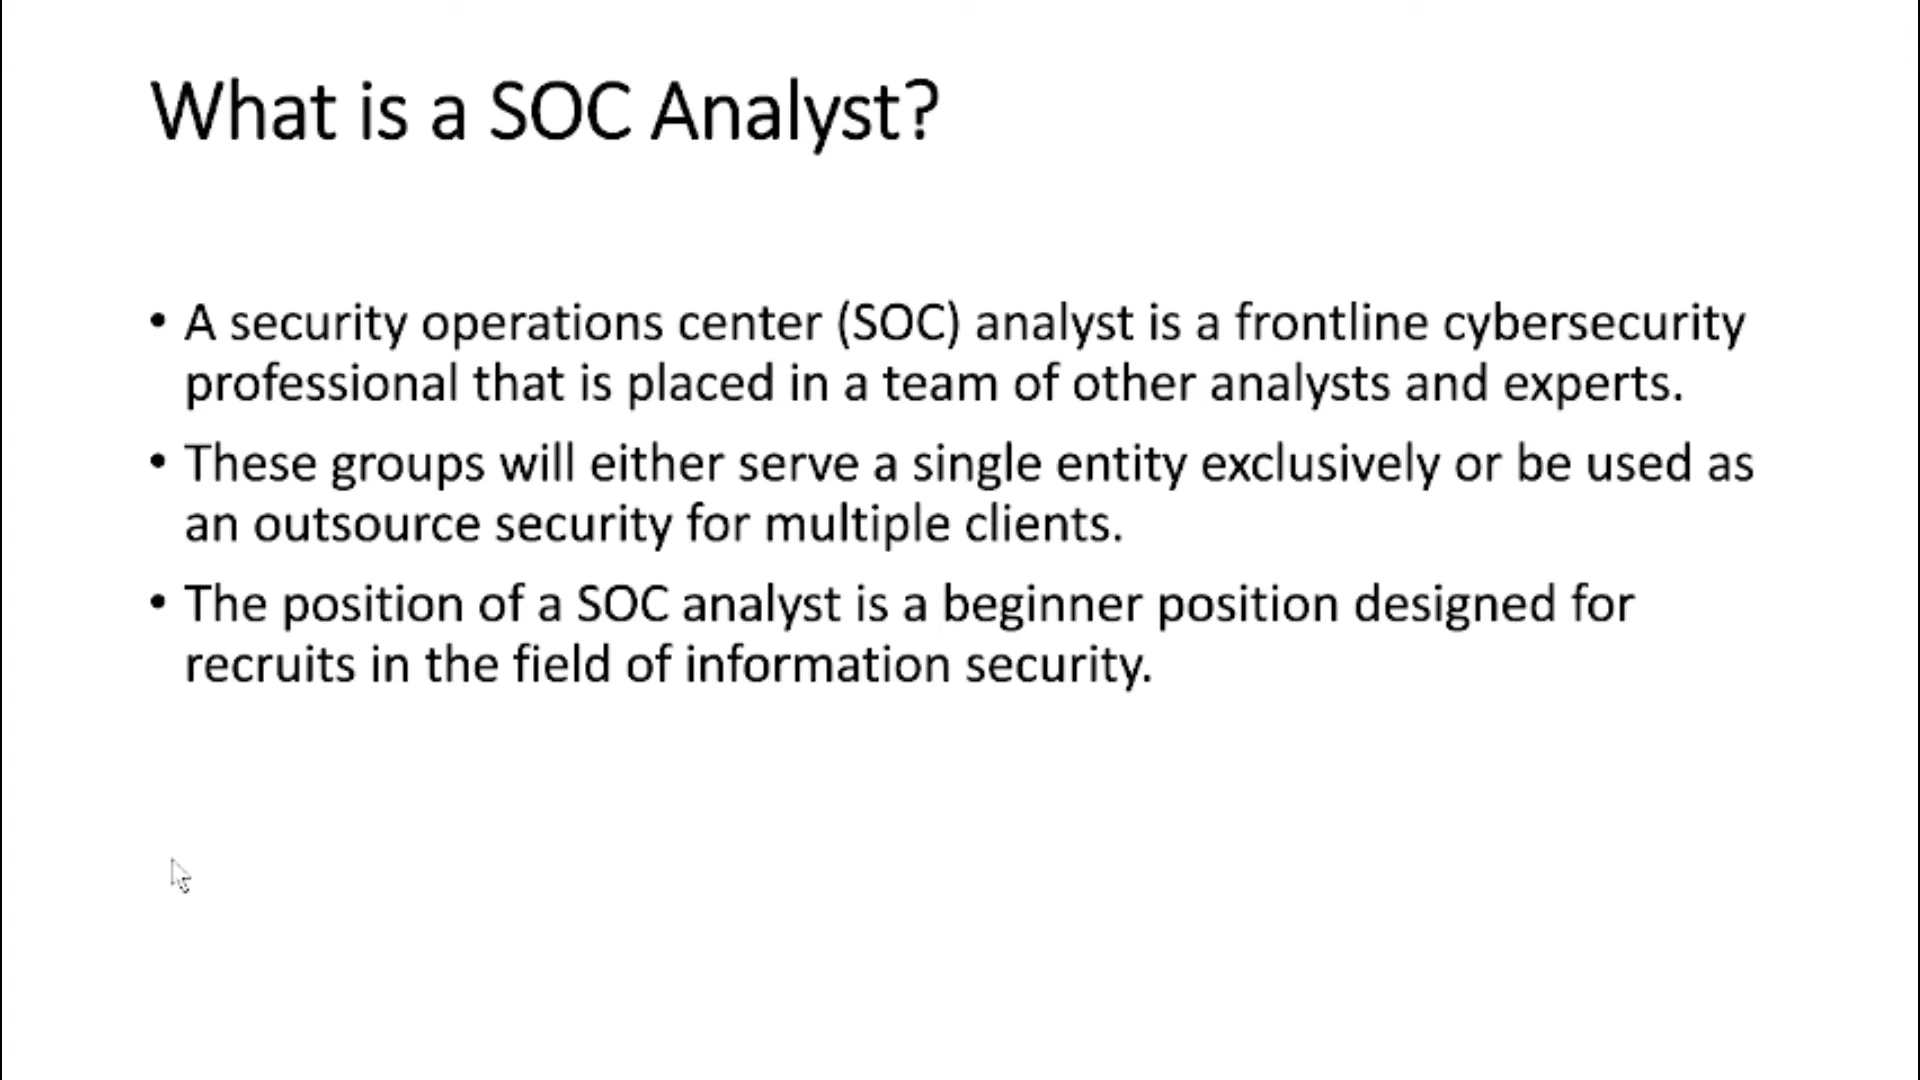 What is a SOC Analyst?
• A security operations center (SOC) analyst is a frontline cybersecurity
professional that is placed in a team of other analysts and experts.
• These groups will either serve a single entity exclusively or be used as
an outsource security for multiple clients.
• The position of a SOC analyst is a beginner position designed for
recruits in the field of information security.